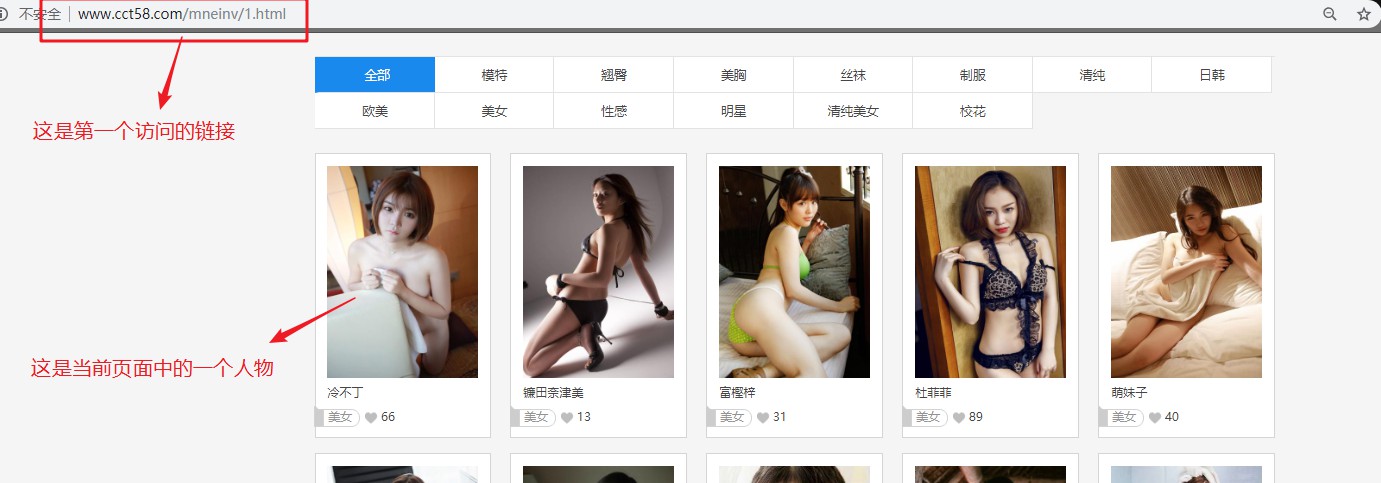 不安全 www.cct58.com/mneinv/1.html
这是第一个访问的链接
全部 模特 翘臀 美胸 丝袜 制服 清纯 日韩
欧美 美女 性感 明星 清纯美女 校花
这是当前页面中的一个人物
冷不丁 镰田奈津美 富樫梓 杜菲菲 萌妹子
美女 66 美女 13 美女 31 美女 89 美女 40